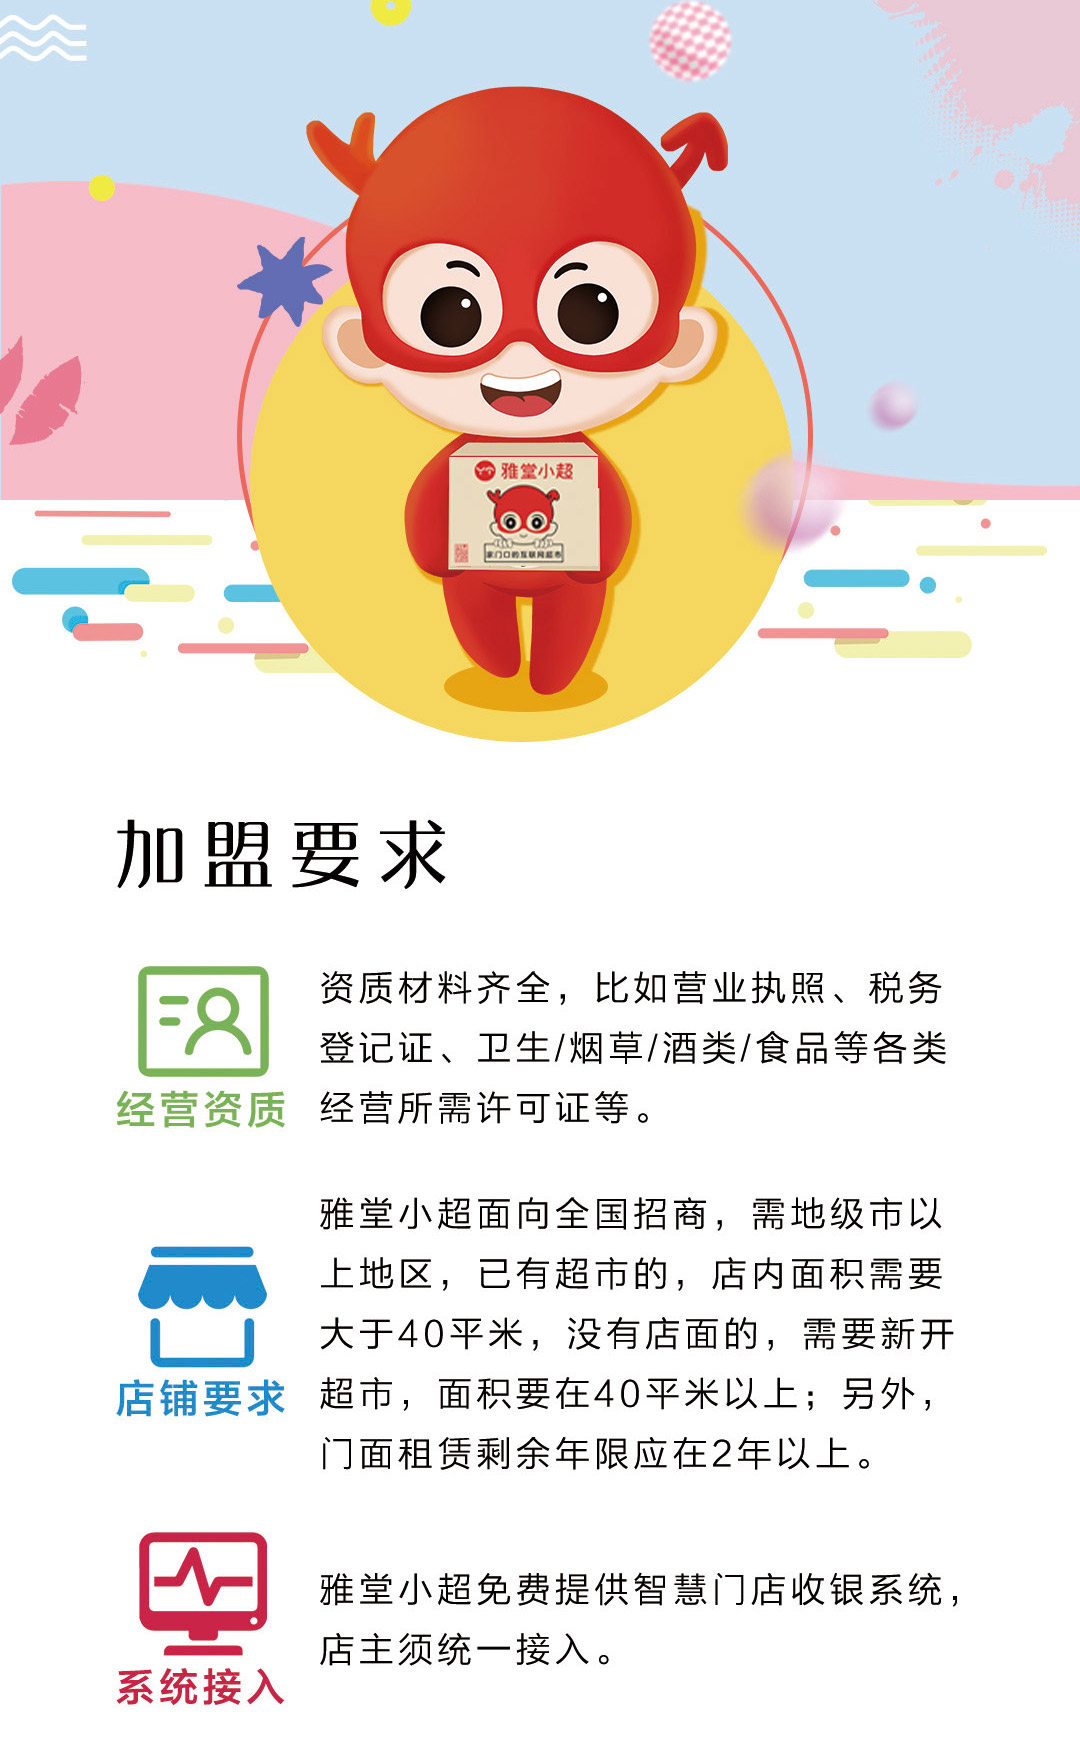 雅堂小超
家门口的互联网超市
加盟要求
资质材料齐全，比如营业执照、税务
登记证、卫生/烟草/酒类/食品等各类
经营所需许可证等。
经营资质
雅堂小超面向全国招商，需地级市以
上地区，已有超市的，店内面积需要
大于40平米，没有店面的，需要新开
超市，面积要在40平米以上；另外，
门面租赁剩余年限应在2年以上。
店铺要求
雅堂小超免费提供智慧门店收银系统，
店主须统一接入。
系统接入